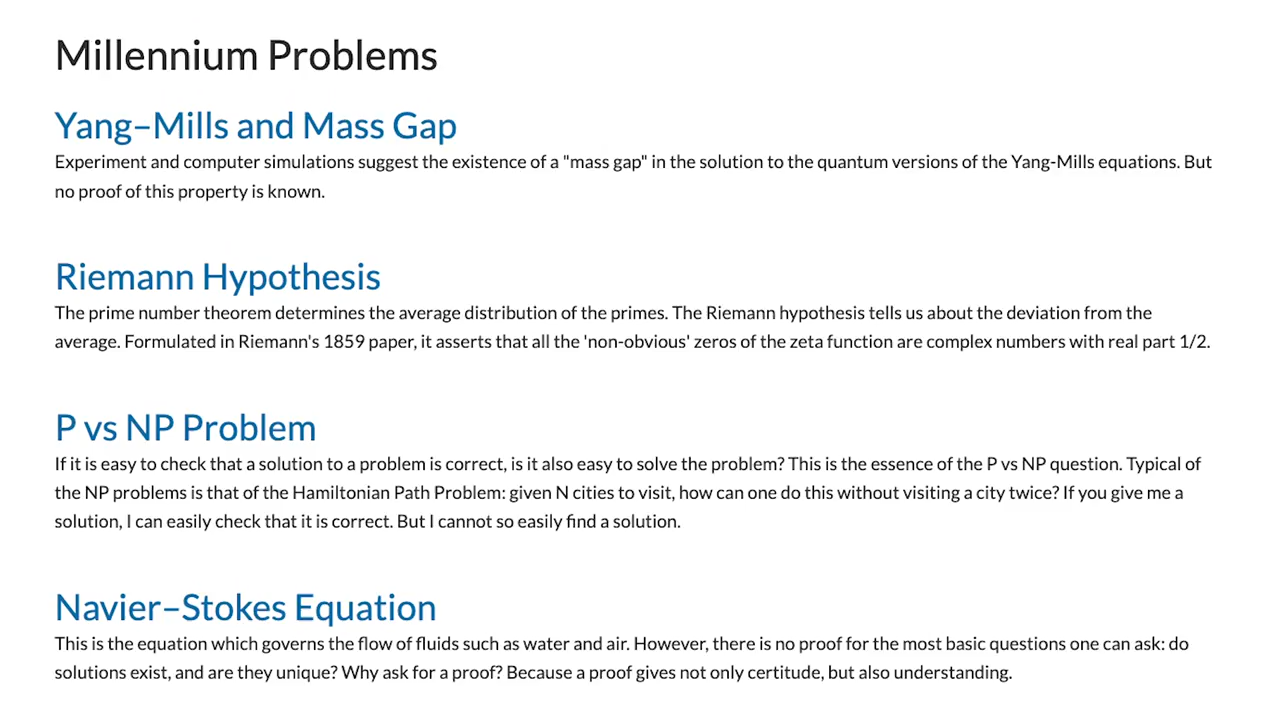 Millennium Problems
Yang–Mills and Mass Gap
Experiment and computer simulations suggest the existence of a "mass gap" in the solution to the quantum versions of the Yang-Mills equations. But
no proof of this property is known.
Riemann Hypothesis
The prime number theorem determines the average distribution of the primes. The Riemann hypothesis tells us about the deviation from the
average. Formulated in Riemann's 1859 paper, it asserts that all the 'non-obvious' zeros of the zeta function are complex numbers with real part 1/2.
P vs NP Problem
If it is easy to check that a solution to a problem is correct, is it also easy to solve the problem? This is the essence of the P vs NP question. Typical of
the NP problems is that of the Hamiltonian Path Problem: given N cities to visit, how can one do this without visiting a city twice? If you give me a
solution, I can easily check that it is correct. But I cannot so easily find a solution.
Navier–Stokes Equation
This is the equation which governs the flow of fluids such as water and air. However, there is no proof for the most basic questions one can ask: do
solutions exist, and are they unique? Why ask for a proof? Because a proof gives not only certitude, but also understanding.